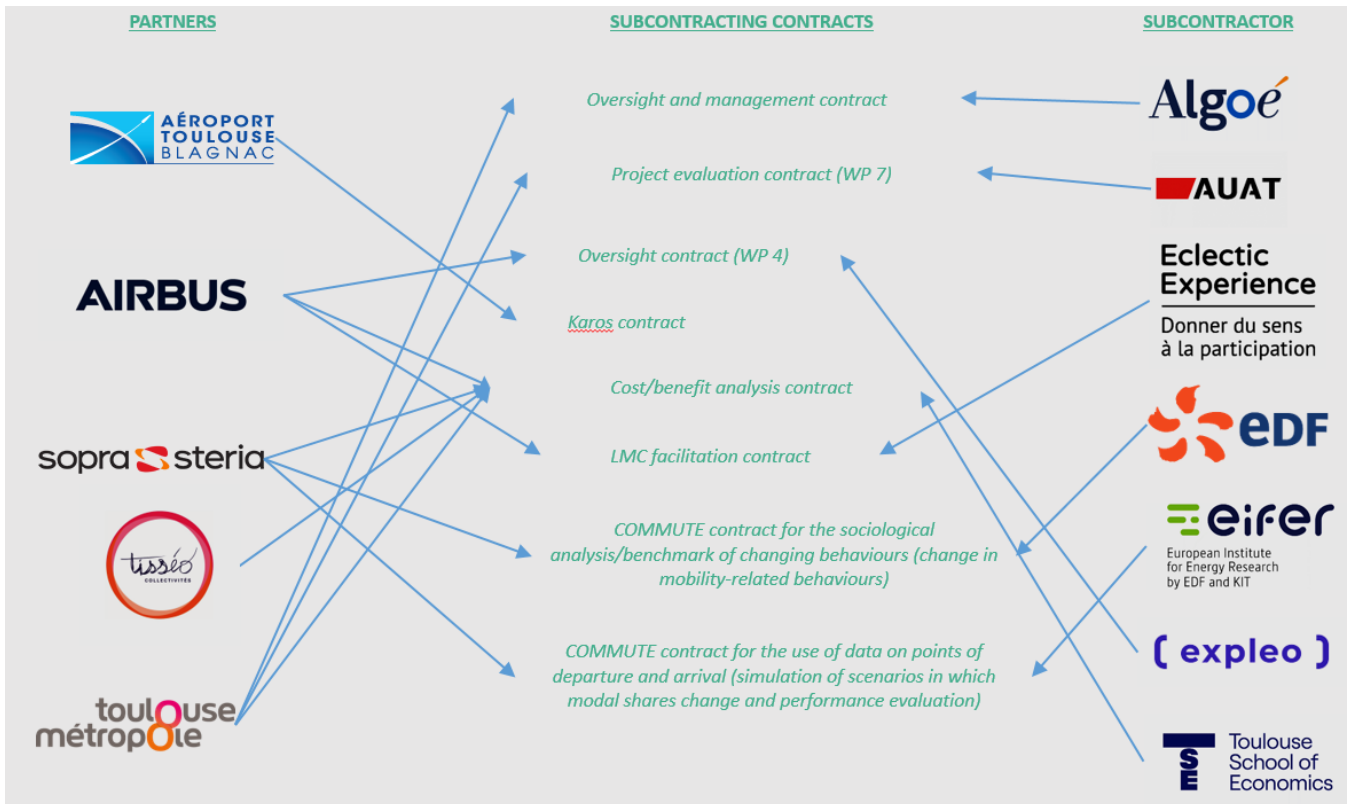 PARTNERS
SUBCONTRACTING CONTRACTS
SUBCONTRACTOR
AÉROPORT
TOULOUSE
BLAGNAC
AIRBUS
sopra steria
tisséo
COLLECTIVITÉS
toulouse
métropole
Oversight and management contract
Project evaluation contract (WP 7)
Oversight contract (WP 4)
Karos contract
Cost/benefit analysis contract
LMC facilitation contract
COMMUTE contract for the sociological
analysis/benchmark of changing behaviours (change in
mobility-related behaviours)
COMMUTE contract for the use of data on points of
departure and arrival (simulation of scenarios in which
modal shares change and performance evaluation)
Algoé
AUAT
Eclectic
Experience
Donner du sens
à la participation
eDF
eifer
European Institute
for Energy Research
by EDF and KIT
( expleo )
TSE
Toulouse
School of
Economics